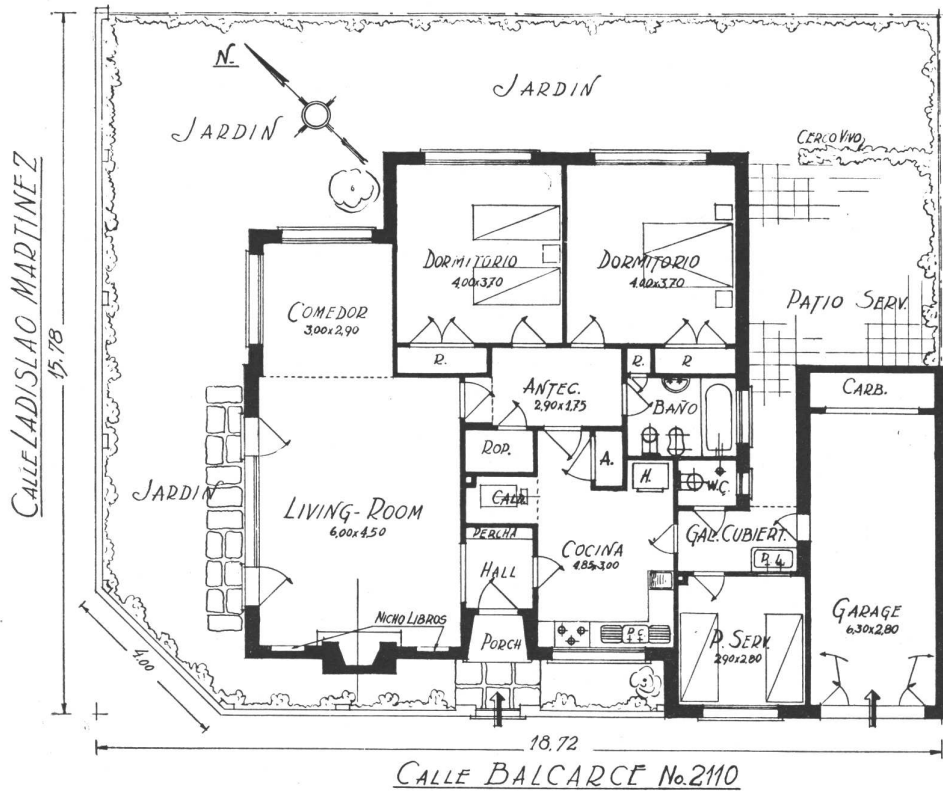 N.
JARDIN
JARDIN
CERCO VIVO
CALLE LADISLAO MARTINEZ
15.78
DORMITORIO
4,00x3,70
DORMITORIO
4,00x3,70
COMEDOR
3,00x2,90
PATIO SERV.
R.
R.
R
ANTEC.
2,90x1,75
BAÑO
CARB.
ROP.
A.
H.
W.C.
JARDIN
LIVING-ROOM
6,00x4,50
CALD.
PERCHA
HALL
COCINA
4.85x3,00
GAL. CUBIERT.
P. L.
GARAGE
6,30x2,80
NICHO LIBROS
PORCH
P.C.
P. SERV.
2,90x2,80
4,00
18.72
CALLE BALCARCE No. 2110